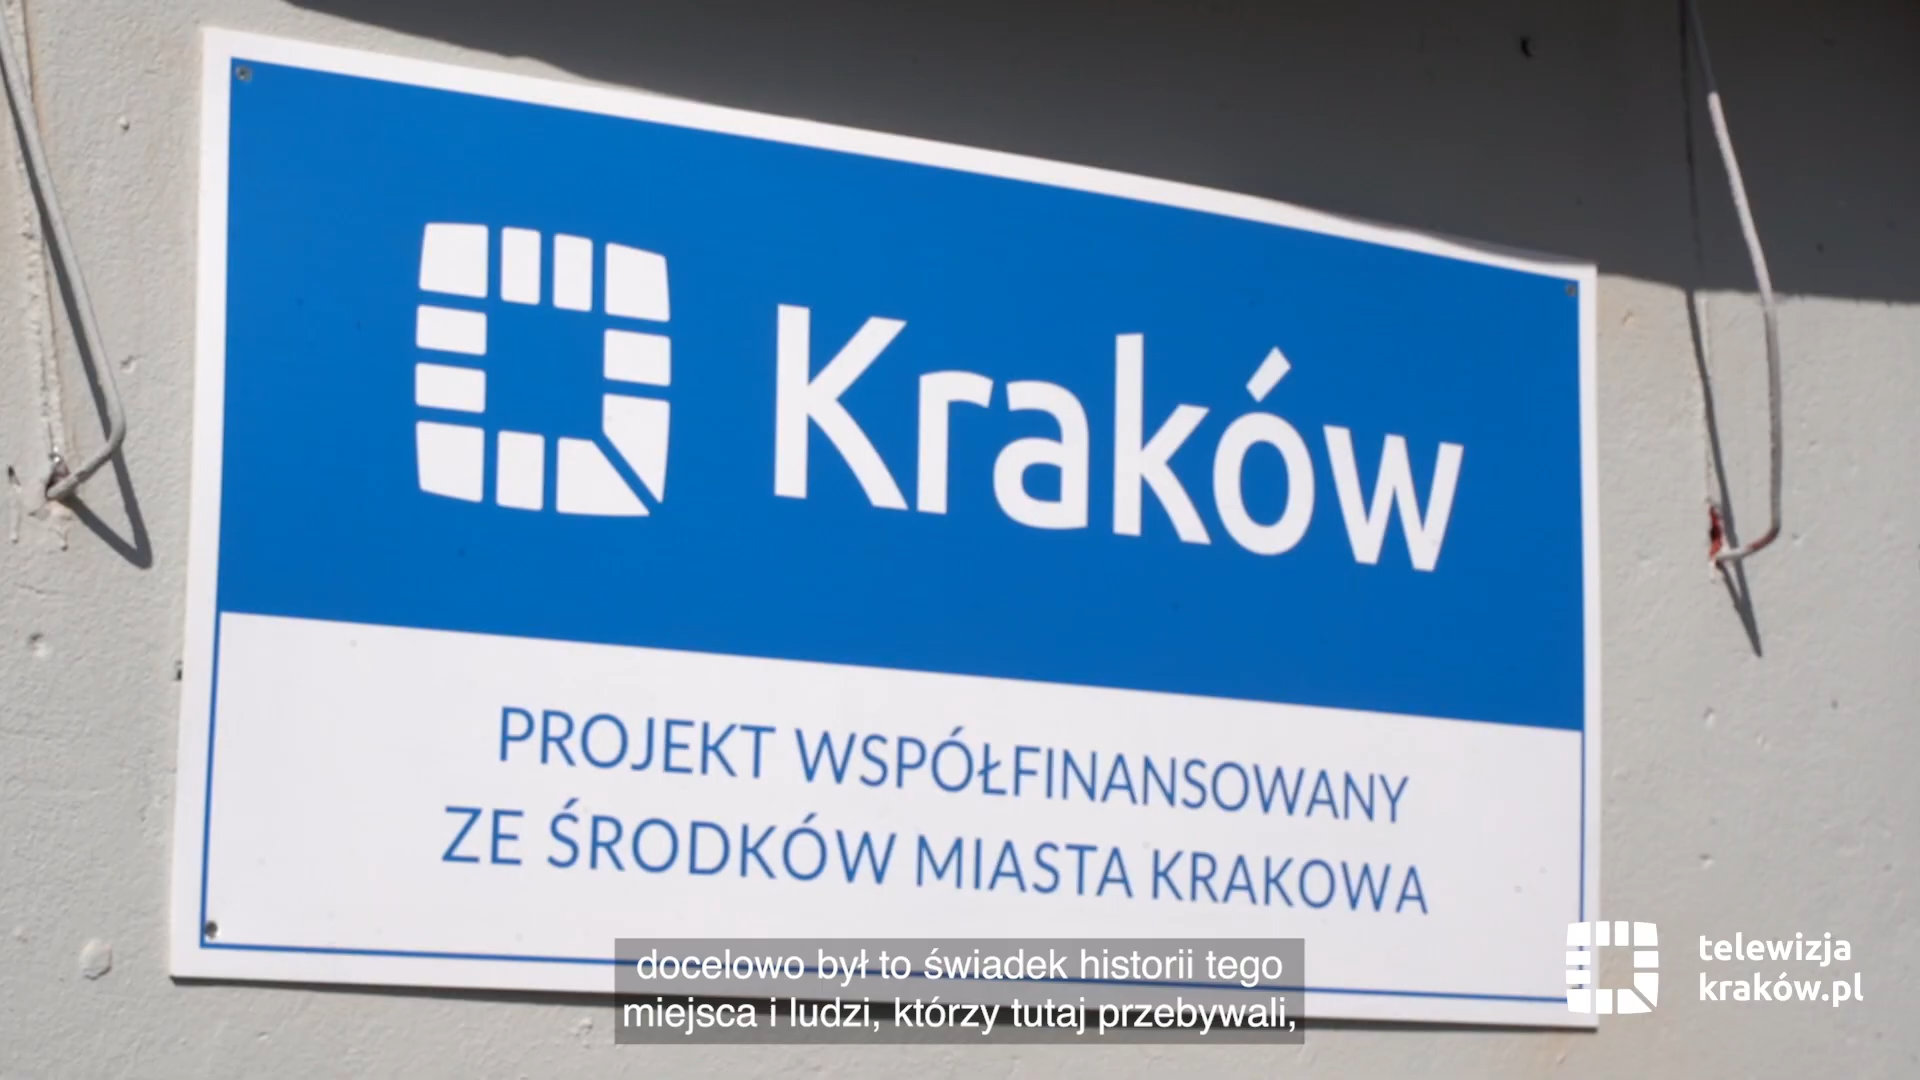 Kraków
PROJEKT WSPÓŁFINANSOWANY
ZE ŚRODKÓW MIASTA KRAKOWA
docelowo był to świadek historii tego
miejsca i ludzi, którzy tutaj przebywali,
telewizja
kraków.pl